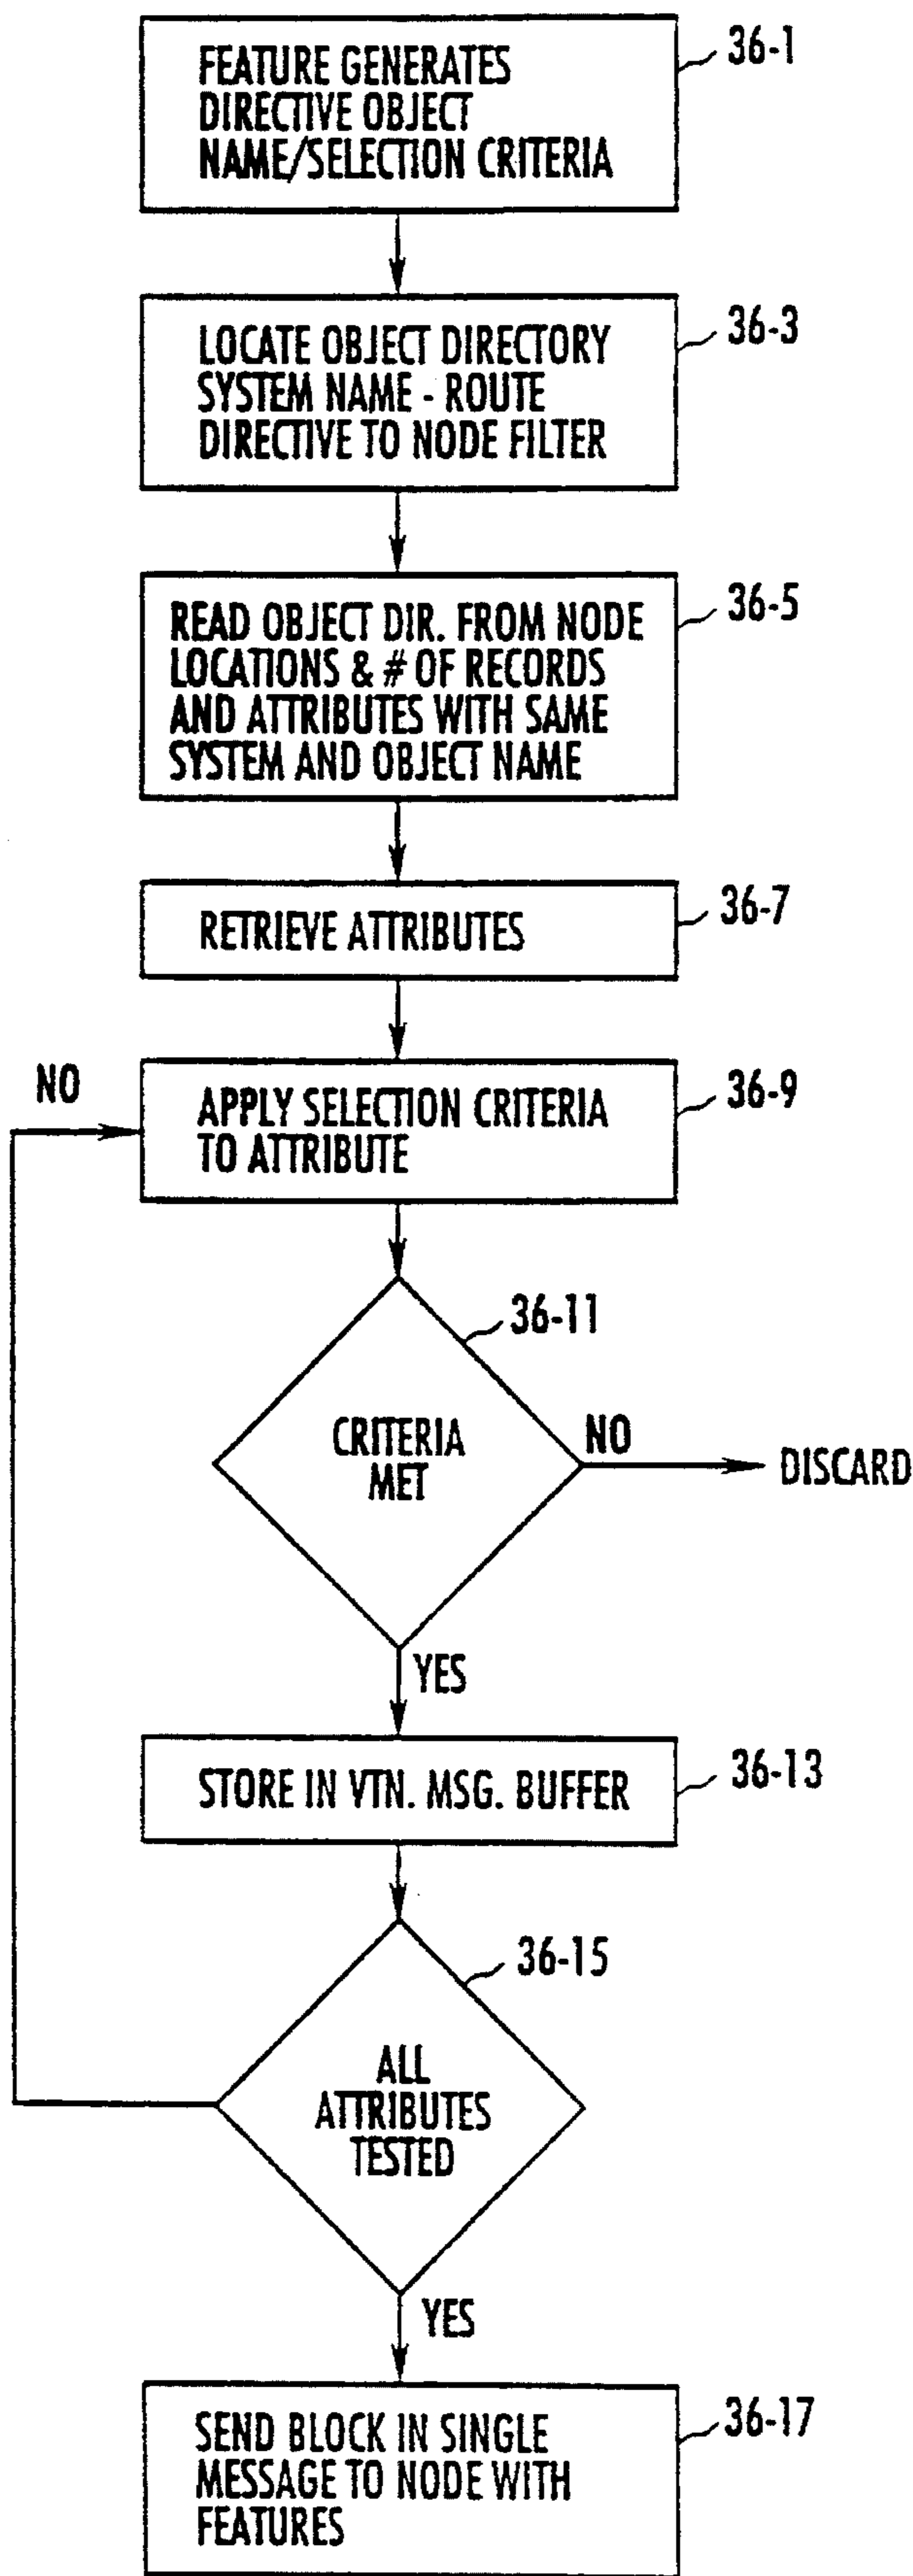 FEATURE GENERATES
DIRECTIVE OBJECT
NAME/SELECTION CRITERIA
36-1
LOCATE OBJECT DIRECTORY
SYSTEM NAME - ROUTE
DIRECTIVE TO NODE FILTER
36-3
READ OBJECT DIR. FROM NODE
LOCATIONS & # OF RECORDS
AND ATTRIBUTES WITH SAME
SYSTEM AND OBJECT NAME
36-5
RETRIEVE ATTRIBUTES
36-7
NO
APPLY SELECTION CRITERIA
TO ATTRIBUTE
36-9
36-11
CRITERIA
MET
NO
DISCARD
YES
STORE IN VTN. MSG. BUFFER
36-13
36-15
ALL
ATTRIBUTES
TESTED
YES
SEND BLOCK IN SINGLE
MESSAGE TO NODE WITH
FEATURES
36-17